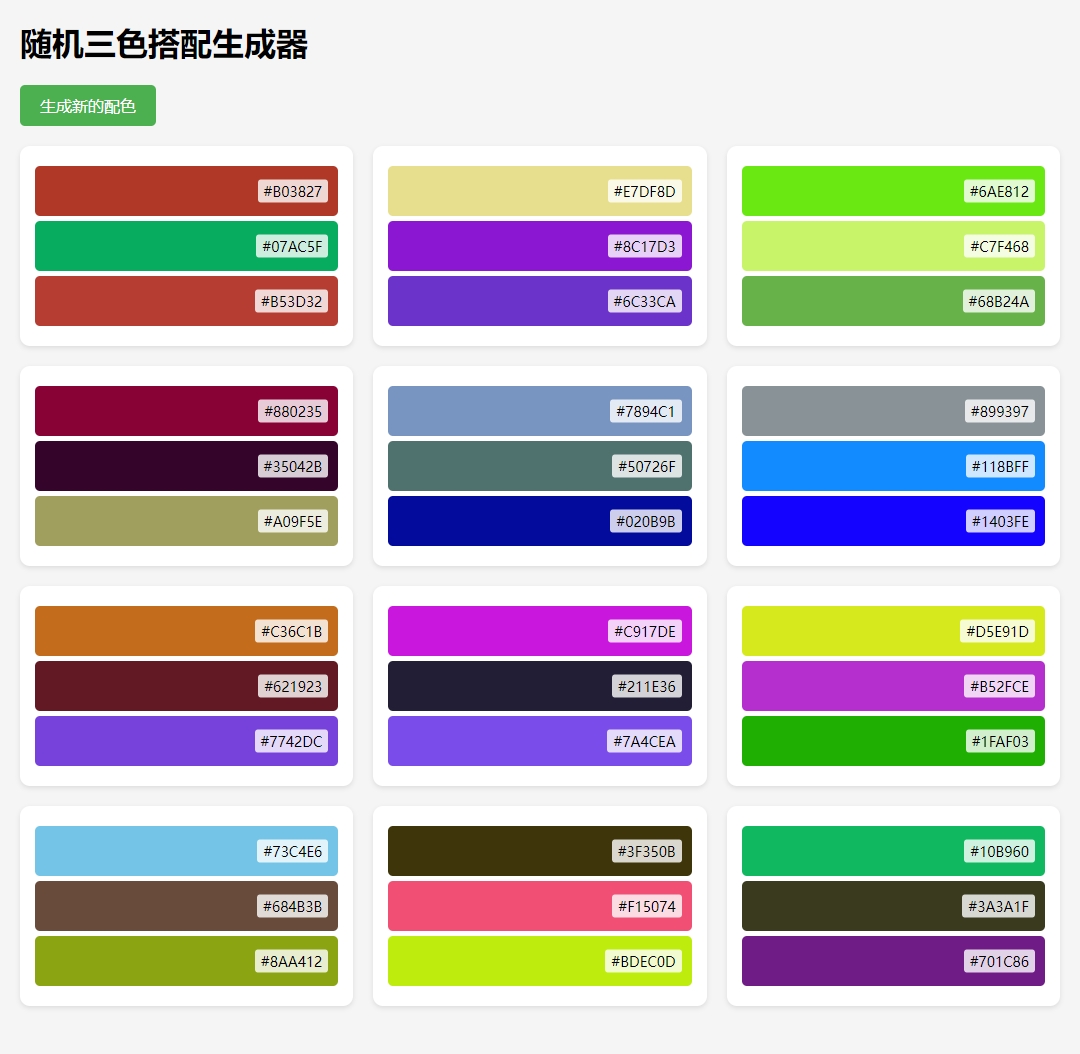 随机三色搭配生成器
生成新的配色
#B03827
#07AC5F
#B53D32
#E7DF8D
#8C17D3
#6C33CA
#6AE812
#C7F468
#68B24A
#880235
#35042B
#A09F5E
#7894C1
#50726F
#020B9B
#899397
#118BFF
#1403FE
#C36C1B
#621923
#7742DC
#C917DE
#211E36
#7A4CEA
#D5E91D
#B52FCE
#1FAF03
#73C4E6
#684B3B
#8AA412
#3F350B
#F15074
#BDEC0D
#10B960
#3A3A1F
#701C86